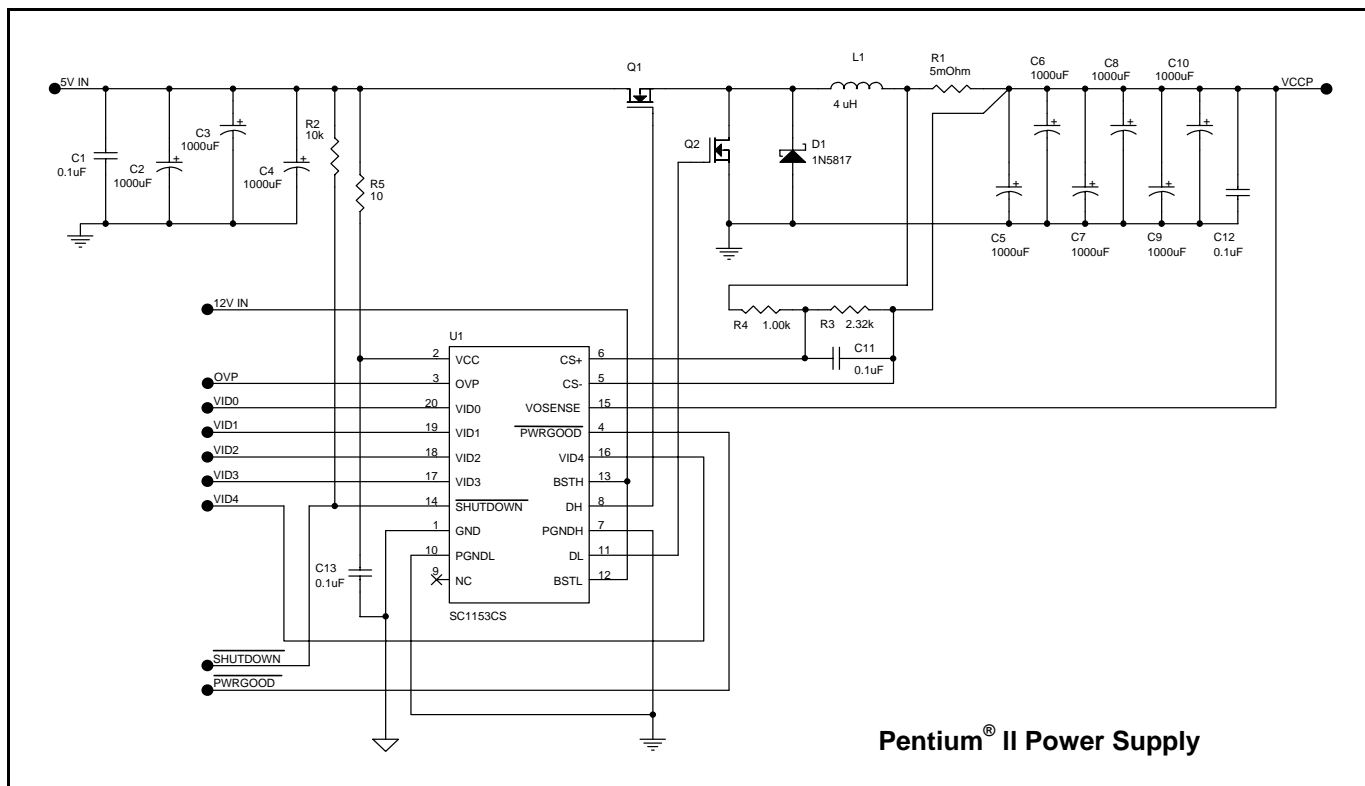 Q1
L1
R1
5mOhm
C6
1000uF
C8
1000uF
C10
1000uF
5V IN
VCCP
4 uH
R2
10k
C3
1000uF
C1
0.1uF
C2
1000uF
C4
1000uF
R5
10
Q2
D1
1N5817
C5
1000uF
C7
1000uF
C9
1000uF
C12
0.1uF
12V IN
R4 1.00k
R3 2.32k
C11
0.1uF
U1
2 VCC CS+ 6
OVP 3 OVP CS- 5
VID0 20 VID0 VOSENSE 15
VID1 19 VID1 PWRGOOD 4
VID2 18 VID2 VID4 16
VID3 17 VID3 BSTH 13
VID4 14 SHUTDOWN DH 8
1 GND PGNDH 7
10 PGNDL DL 11
9 NC BSTL 12
C13
0.1uF
SC1153CS
SHUTDOWN
PWRGOOD
Pentium® II Power Supply